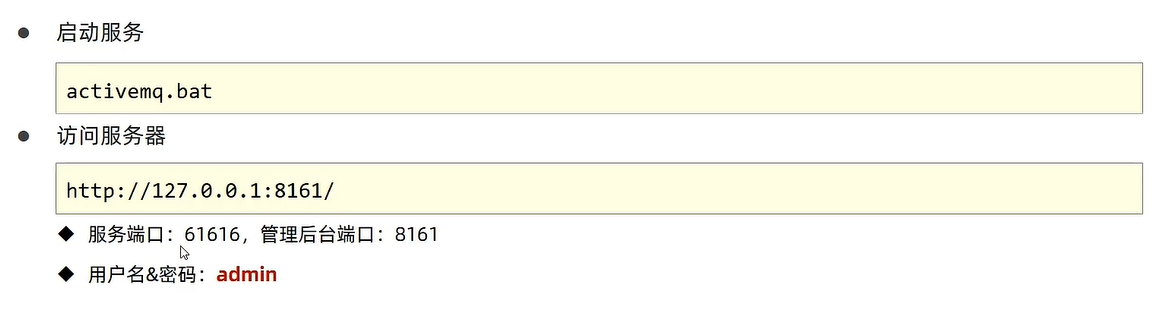 启动服务
activemq.bat
访问服务器
http://127.0.0.1:8161/
服务端口：61616，管理后台端口：8161
用户名&密码：admin